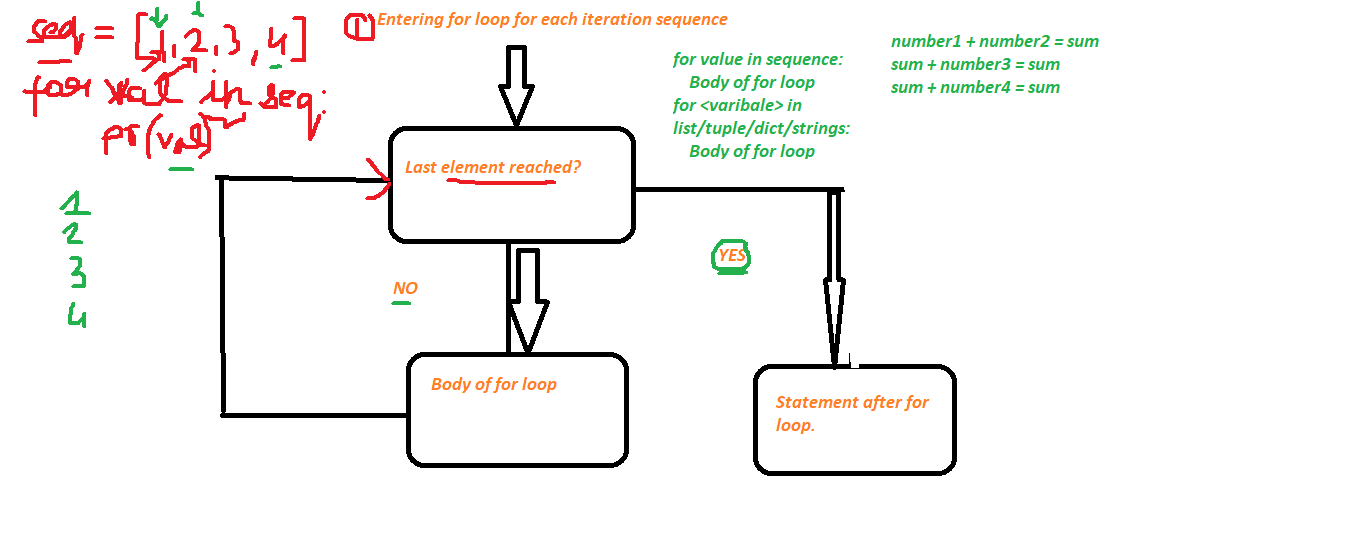 seq = [1, 2, 3, 4]
for val in seq:
pr(val)
1
2
3
4
① Entering for loop for each iteration sequence
for value in sequence:
Body of for loop
for <varibale> in
list/tuple/dict/strings:
Body of for loop
number1 + number2 = sum
sum + number3 = sum
sum + number4 = sum
Last element reached?
NO
YES
Body of for loop
Statement after for
loop.